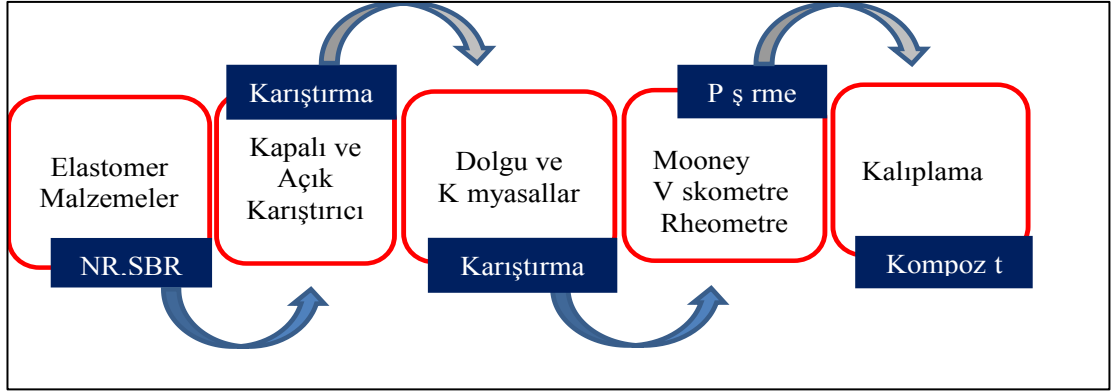 Elastomer
Malzemeler
NR.SBR
Karıştırma
Kapalı ve
Açık
Karıştırıcı
Dolgu ve
K myasallar
Karıştırma
P ş rme
Mooney
V skometre
Rheometre
Kalıplama
Kompoz t